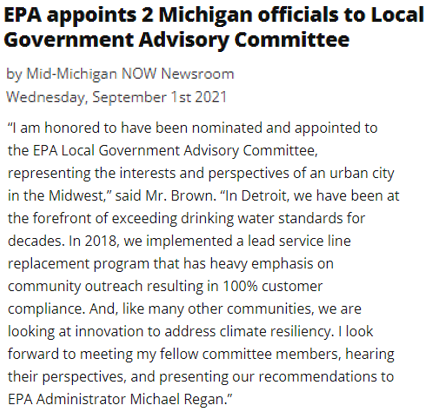 EPA appoints 2 Michigan officials to Local
Government Advisory Committee
by Mid-Michigan NOW Newsroom
Wednesday, September 1st 2021
“I am honored to have been nominated and appointed to
the EPA Local Government Advisory Committee,
representing the interests and perspectives of an urban city
in the Midwest,” said Mr. Brown. “In Detroit, we have been at
the forefront of exceeding drinking water standards for
decades. In 2018, we implemented a lead service line
replacement program that has heavy emphasis on
community outreach resulting in 100% customer
compliance. And, like many other communities, we are
looking at innovation to address climate resiliency. I look
forward to meeting my fellow committee members, hearing
their perspectives, and presenting our recommendations to
EPA Administrator Michael Regan.”